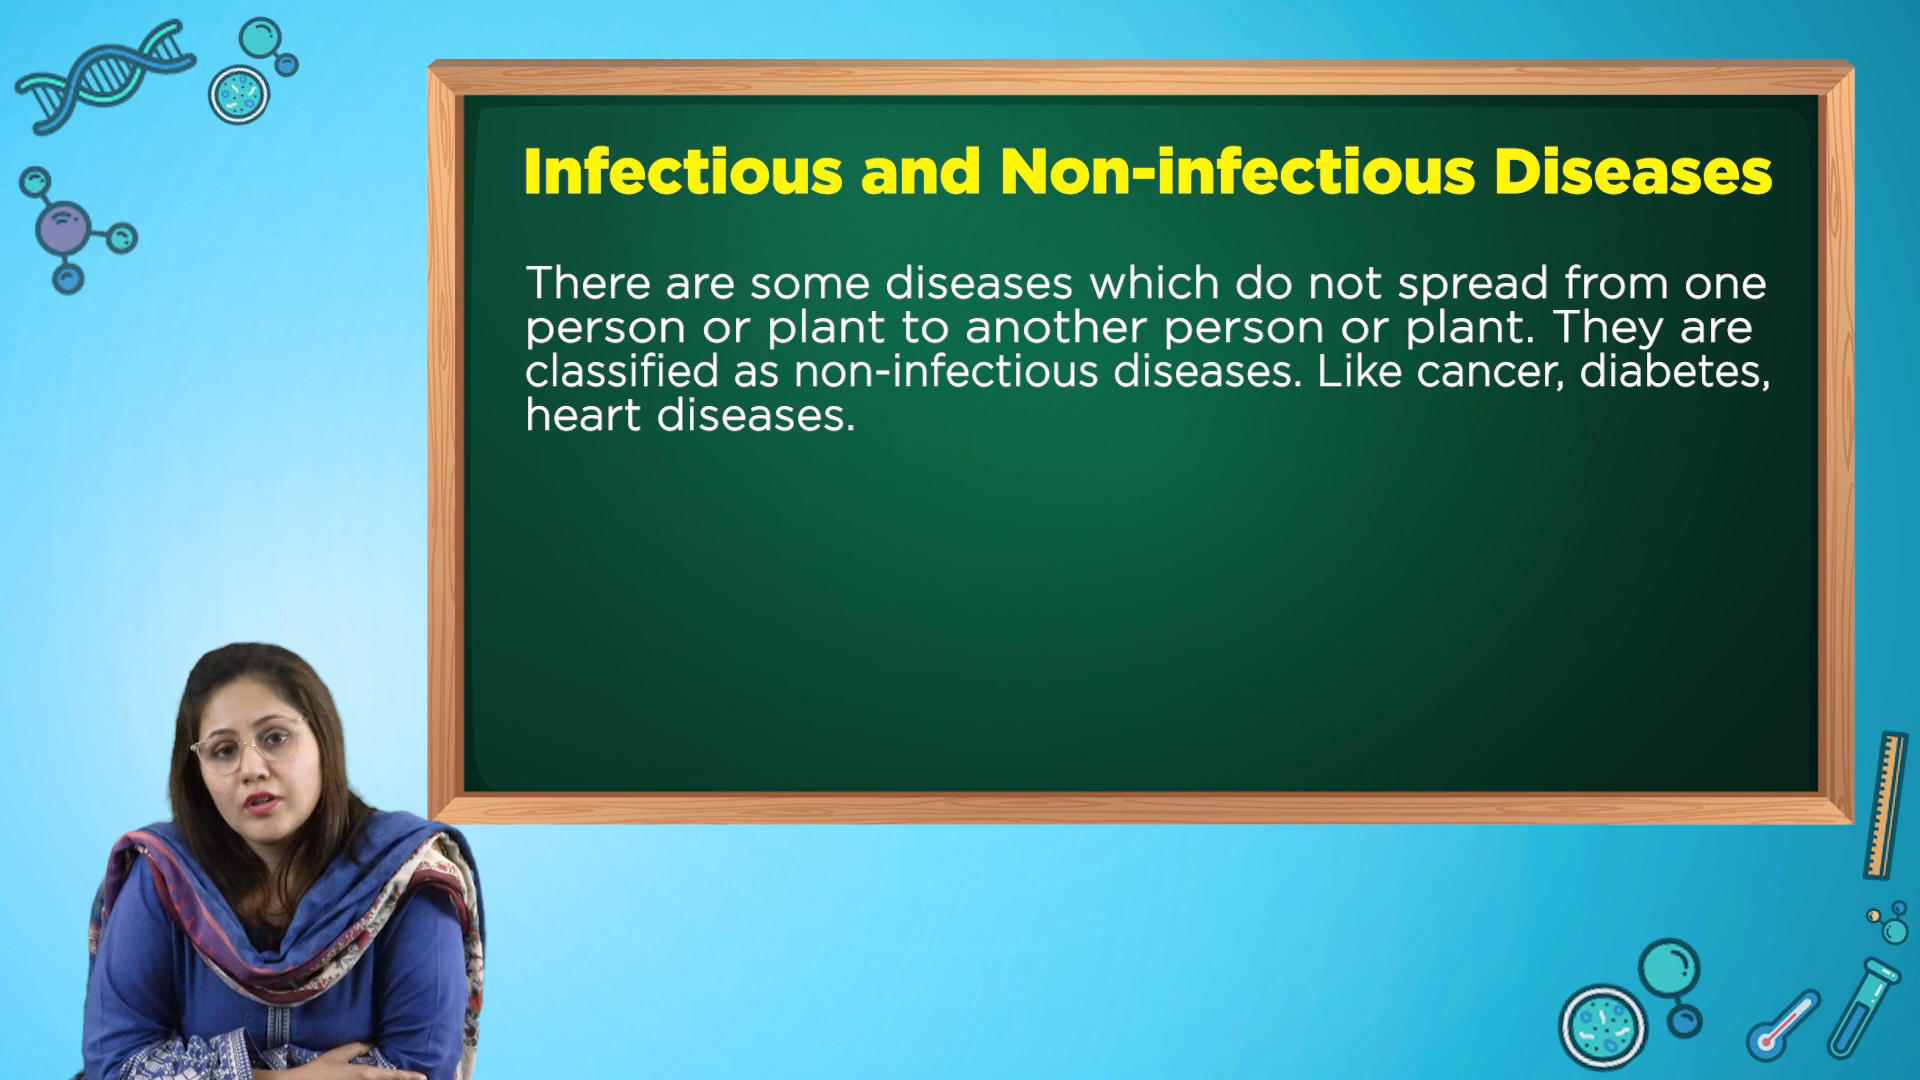 Infectious and Non-infectious Diseases
There are some diseases which do not spread from one
person or plant to another person or plant. They are
classified as non-infectious diseases. Like cancer, diabetes,
heart diseases.